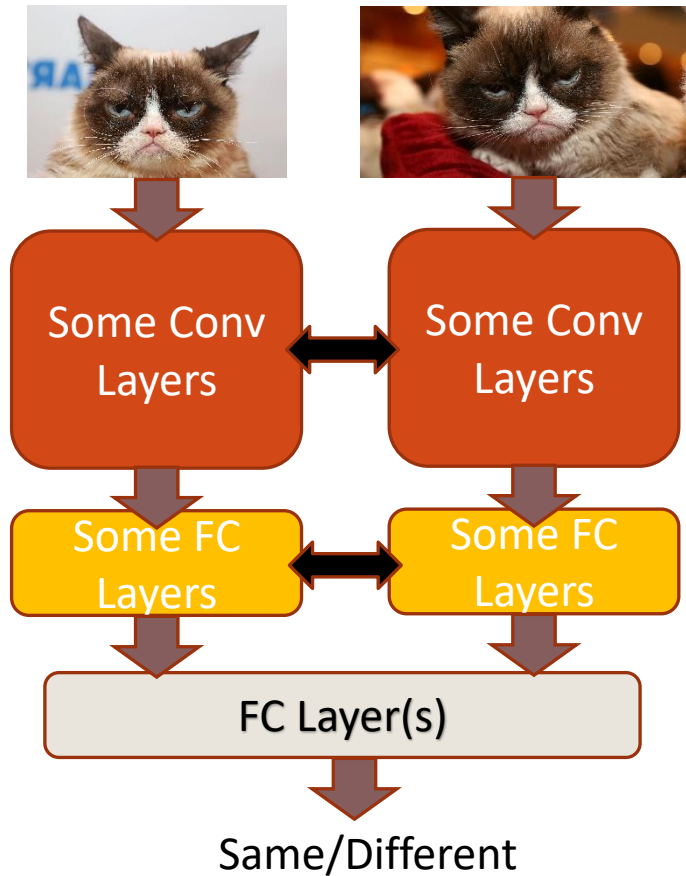 Some Conv
Layers
Some Conv
Layers
Some FC
Layers
Some FC
Layers
FC Layer(s)
Same/Different